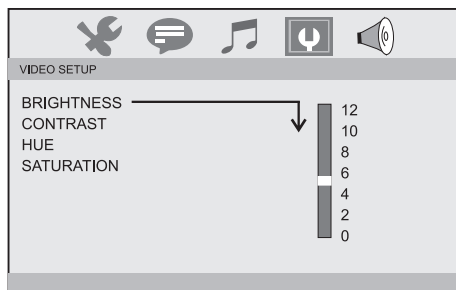 VIDEO SETUP
BRIGHTNESS
CONTRAST
HUE
SATURATION
12
10
8
6
4
2
0